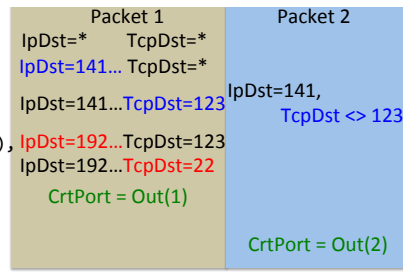 Packet 1 Packet 2
IpDst=* TcpDst=*
IpDst=141... TcpDst=*
IpDst=141...TcpDst=123
IpDst=141,
TcpDst <> 123
), IpDst=192...TcpDst=123
IpDst=192...TcpDst=22
CrtPort = Out(1)
CrtPort = Out(2)